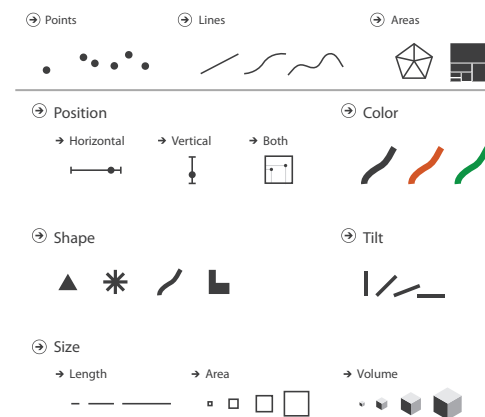 Points
Lines
Areas
Position
Color
Horizontal
Vertical
Both
Shape
Tilt
Size
Length
Area
Volume